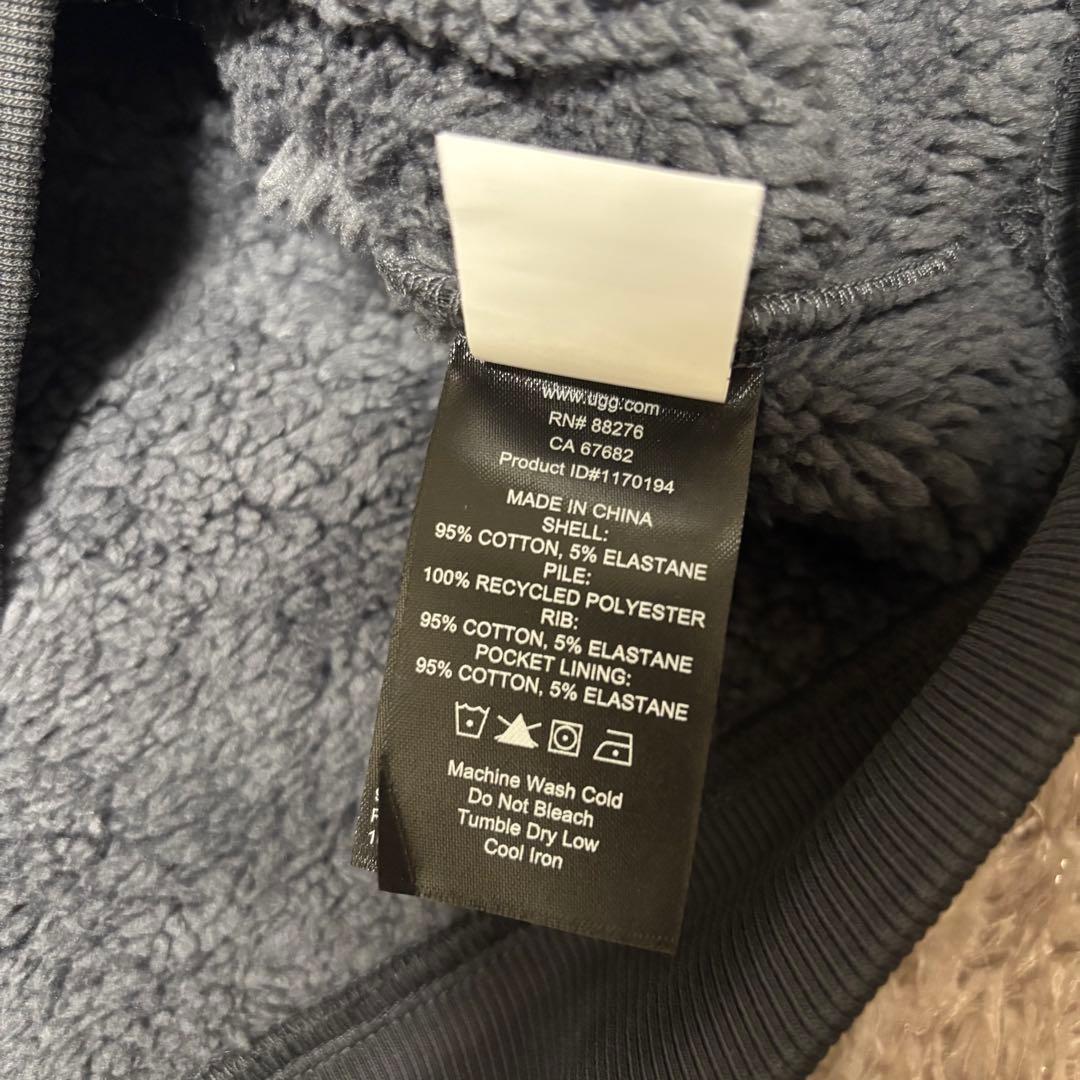 www.ugg.com
RN# 88276
CA 67682
Product ID#1170194
MADE IN CHINA
SHELL:
95% COTTON, 5% ELASTANE
PILE:
100% RECYCLED POLYESTER
RIB:
95% COTTON, 5% ELASTANE
POCKET LINING:
95% COTTON, 5% ELASTANE
Machine Wash Cold
Do Not Bleach
Tumble Dry Low
Cool Iron